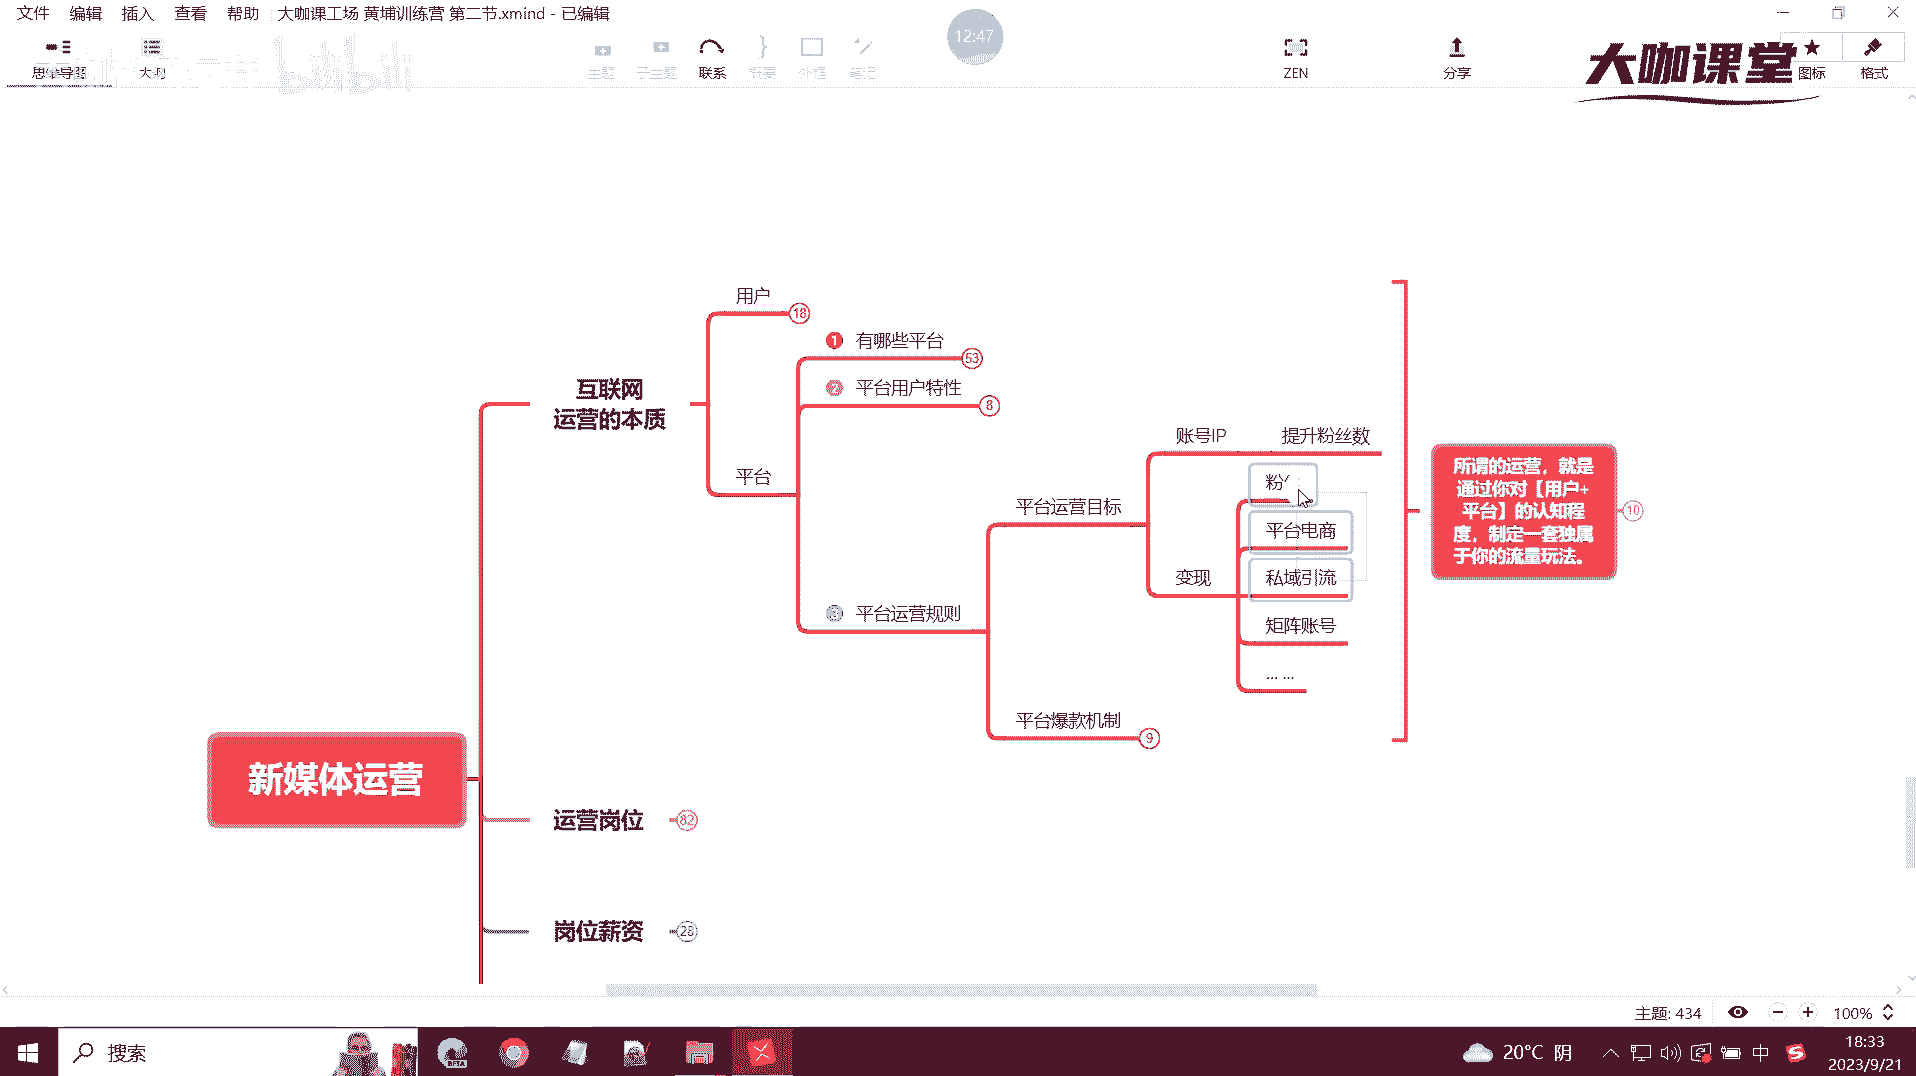 文件 编辑 插入 查看 帮助 大咖课工场 黄埔训练营 第二节.xmind - 已编辑
12:47
思维导图 大纲 bilibili
主题 子主题 联系 概要 外框 笔记 ZEN 分享 图标 格式
大咖课堂
用户 18
① 有哪些平台 53
② 平台用户特性 8
互联网
运营的本质
平台
账号IP 提升粉丝数
平台运营目标
平台电商
变现 私域引流
矩阵账号
... ...
③ 平台运营规则
平台爆款机制 9
所谓的运营，就是
通过你对【用户+
平台】的认知程
度，制定一套独属
于你的流量玩法。
10
新媒体运营
运营岗位 82
岗位薪资 28
主题: 434 100%
搜索
BETA
20°C 阴 中
18:33
2023/9/21